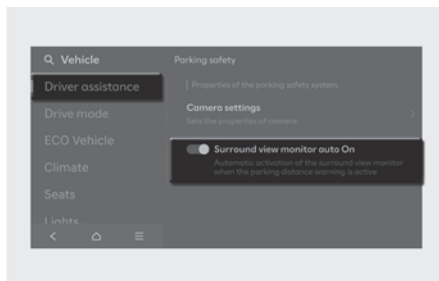 Vehicle
Parking safety
Driver assistance
Properties of the parking safety system.
Drive mode
Camera settings
Sets the properties of camera.
ECO Vehicle
Surround view monitor auto On
Climate
Automatic activation of the surround view monitor
when the parking distance warning is active
Seats
Lights